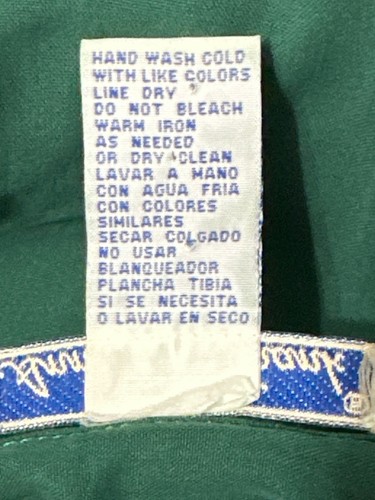 HAND WASH COLD
WITH LIKE COLORS
LINE DRY
DO NOT BLEACH
WARM IRON
AS NEEDED
OR DRY CLEAN
LAVAR A MANO
CON AGUA FRIA
CON COLORES
SIMILARES
SECAR COLGADO
NO USAR
BLANQUEADOR
PLANCHA TIBIA
SI SE NECESITA
O LAVAR EN SECO
®